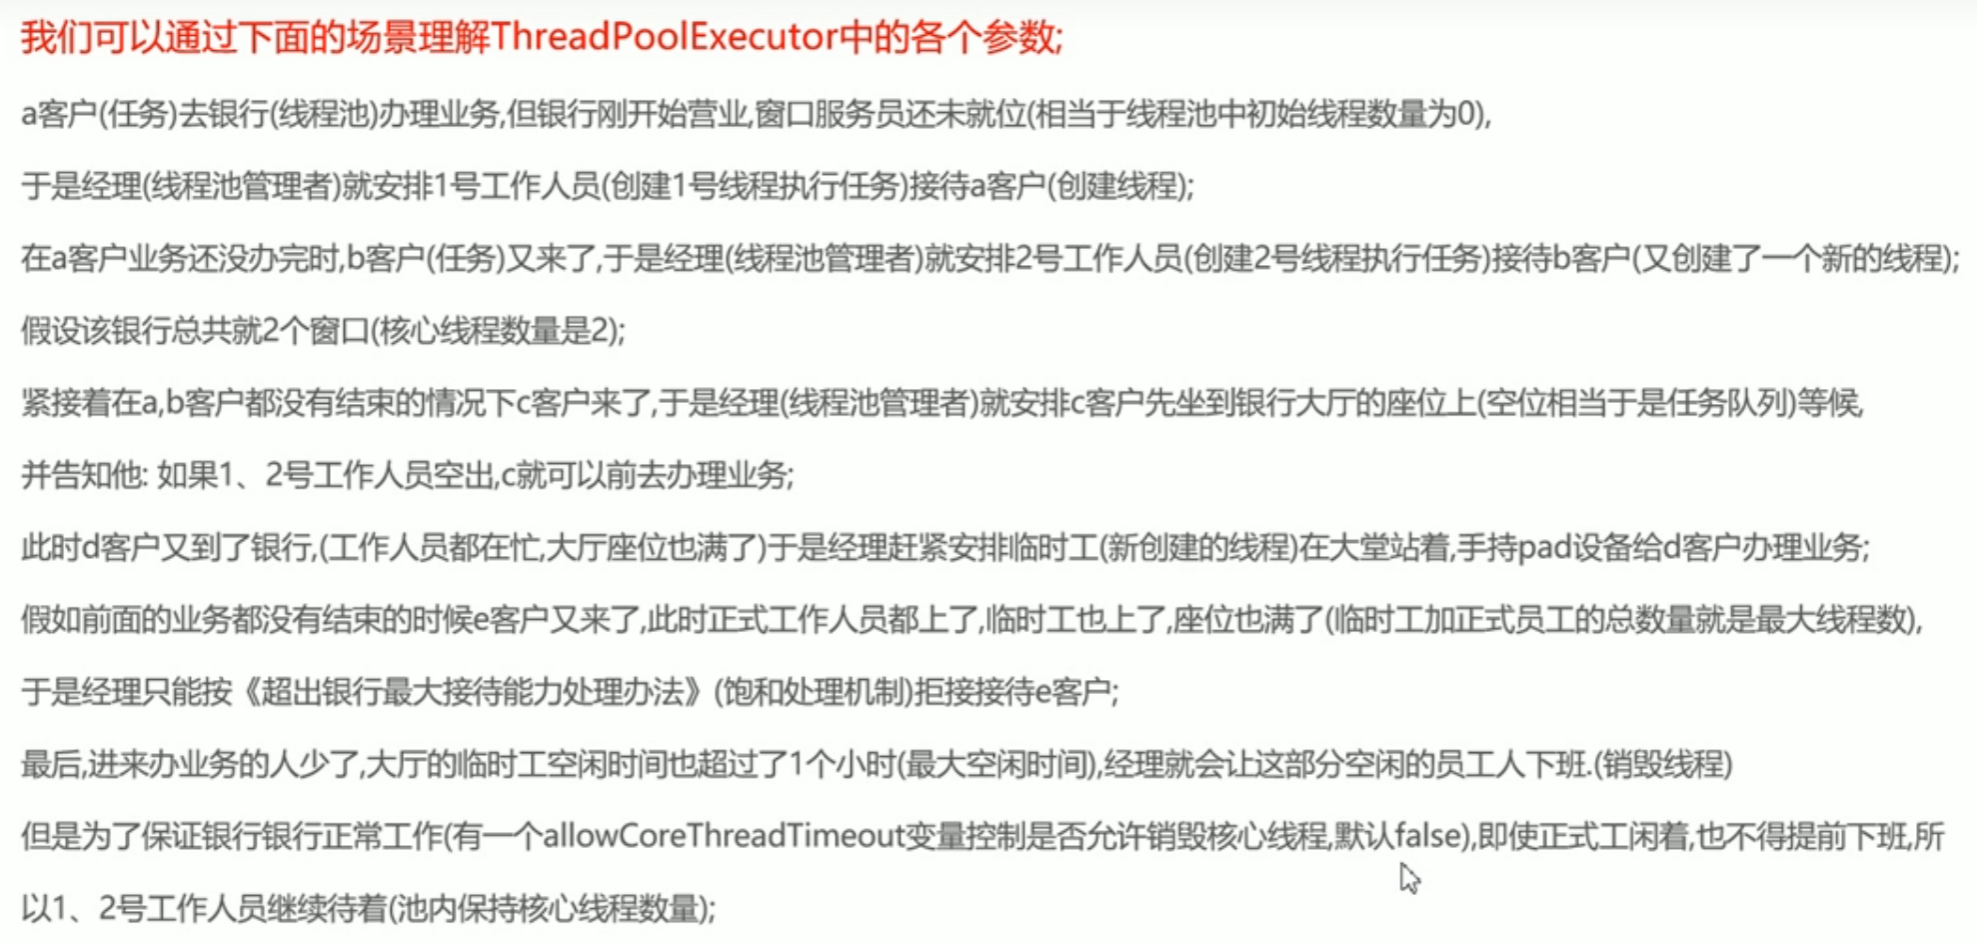 我们可以通过下面的场景理解ThreadPoolExecutor中的各个参数;
a客户(任务)去银行(线程池)办理业务,但银行刚开始营业,窗口服务员还未就位(相当于线程池中初始线程数量为0),
于是经理(线程池管理者)就安排1号工作人员(创建1号线程执行任务)接待a客户(创建线程);
在a客户业务还没办完时,b客户(任务)又来了,于是经理(线程池管理者)就安排2号工作人员(创建2号线程执行任务)接待b客户(又创建了一个新的线程);
假设该银行总共就2个窗口(核心线程数量是2);
紧接着在a,b客户都没有结束的情况下c客户来了,于是经理(线程池管理者)就安排c客户先坐到银行大厅的座位上(空位相当于是任务队列)等候,
并告知他: 如果1、2号工作人员空出,c就可以前去办理业务;
此时d客户又到了银行,(工作人员都在忙,大厅座位也满了)于是经理赶紧安排临时工(新创建的线程)在大堂站着,手持pad设备给d客户办理业务;
假如前面的业务都没有结束的时候e客户又来了,此时正式工作人员都上了,临时工也上了,座位也满了(临时工加正式员工的总数量就是最大线程数),
于是经理只能按《超出银行最大接待能力处理办法》(饱和处理机制)拒接接待e客户;
最后,进来办业务的人少了,大厅的临时工空闲时间也超过了1个小时(最大空闲时间),经理就会让这部分空闲的员工人下班.(销毁线程)
但是为了保证银行银行正常工作(有一个allowCoreThreadTimeout变量控制是否允许销毁核心线程,默认false),即使正式工闲着,也不得提前下班,所
以1、2号工作人员继续待着(池内保持核心线程数量);